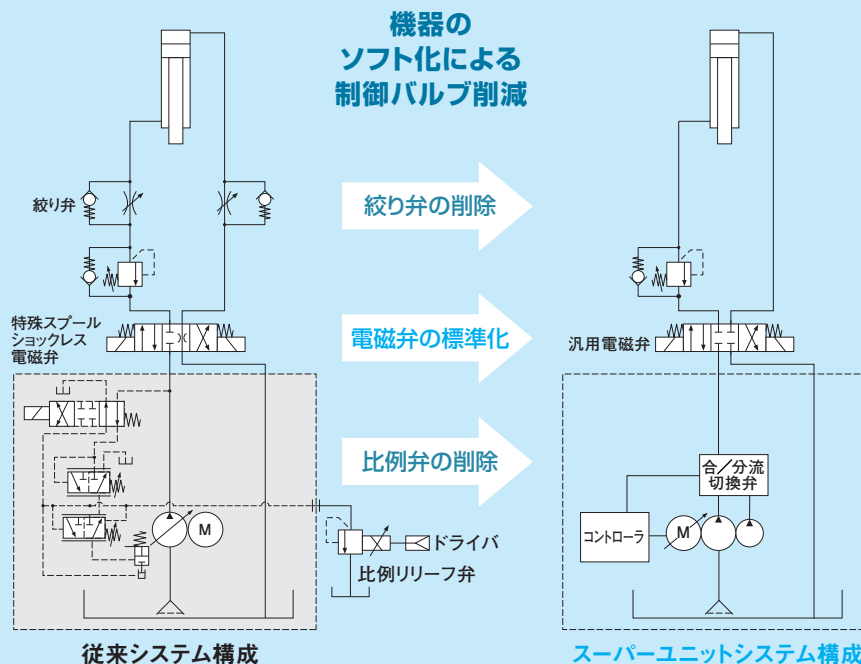 機器の
ソフト化による
制御バルブ削減
絞り弁
特殊スプール
ショックレス
電磁弁
M
ドライバ
比例リリーフ弁
従来システム構成
絞り弁の削除
電磁弁の標準化
比例弁の削除
汎用電磁弁
合／分流
切換弁
コントローラ
M
スーパーユニットシステム構成